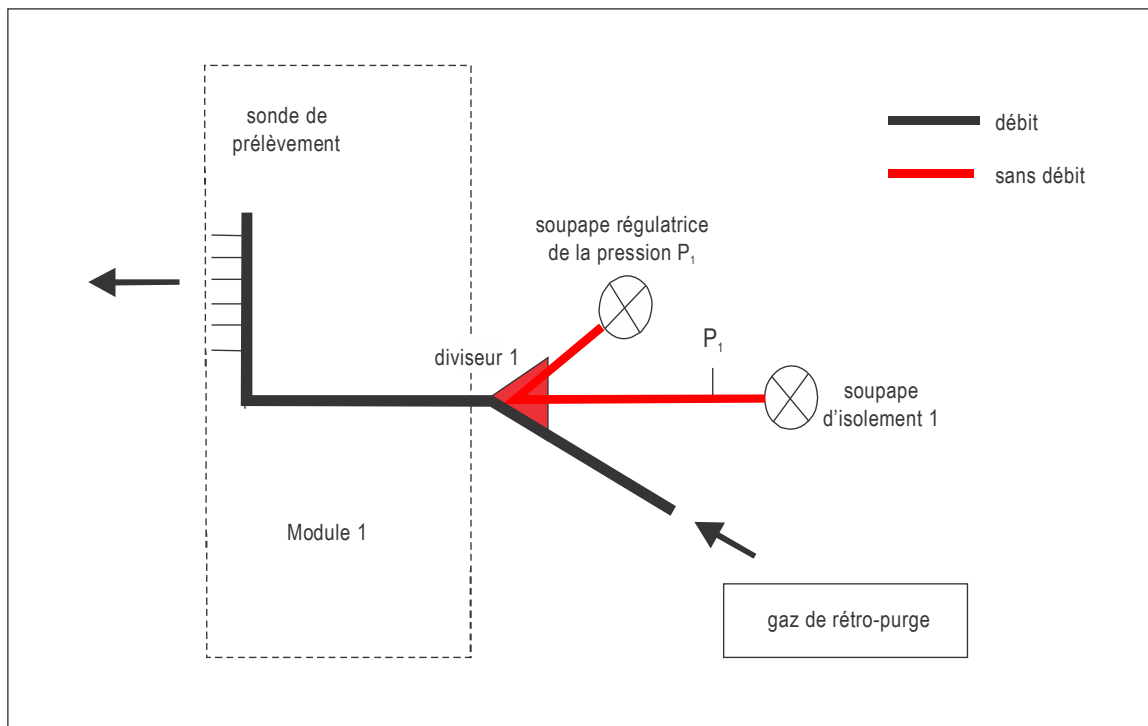 sonde de
prélèvement
débit
sans débit
soupape régulatrice
de la pression P₁
diviseur 1
P₁
soupape
d’isolement 1
Module 1
gaz de rétro-purge